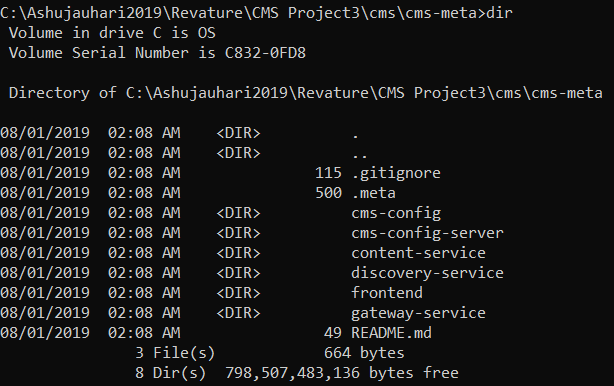 C:\Ashujauhari2019\Revature\CMS Project3\cms\cms-meta>dir
 Volume in drive C is OS
 Volume Serial Number is C832-0FD8

 Directory of C:\Ashujauhari2019\Revature\CMS Project3\cms\cms-meta

08/01/2019  02:08 AM    <DIR>          .
08/01/2019  02:08 AM    <DIR>          ..
08/01/2019  02:08 AM               115 .gitignore
08/01/2019  02:08 AM               500 .meta
08/01/2019  02:08 AM    <DIR>          cms-config
08/01/2019  02:08 AM    <DIR>          cms-config-server
08/01/2019  02:08 AM    <DIR>          content-service
08/01/2019  02:08 AM    <DIR>          discovery-service
08/01/2019  02:08 AM    <DIR>          frontend
08/01/2019  02:08 AM    <DIR>          gateway-service
08/01/2019  02:08 AM                49 README.md
               3 File(s)            664 bytes
               8 Dir(s)  798,507,483,136 bytes free